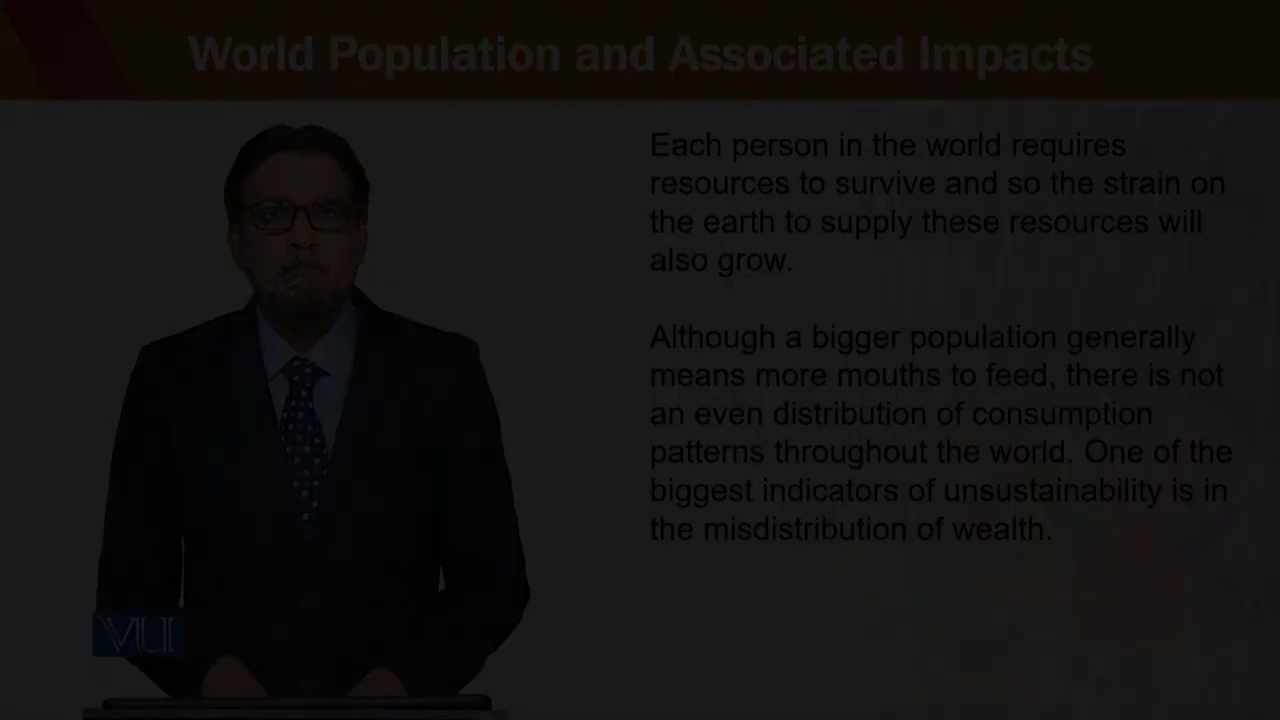 World Population and Associated Impacts
Each person in the world requires
resources to survive and so the strain on
the earth to supply these resources will
also grow.
Although a bigger population generally
means more mouths to feed, there is not
an even distribution of consumption
patterns throughout the world. One of the
biggest indicators of unsustainability is in
the misdistribution of wealth.
VU